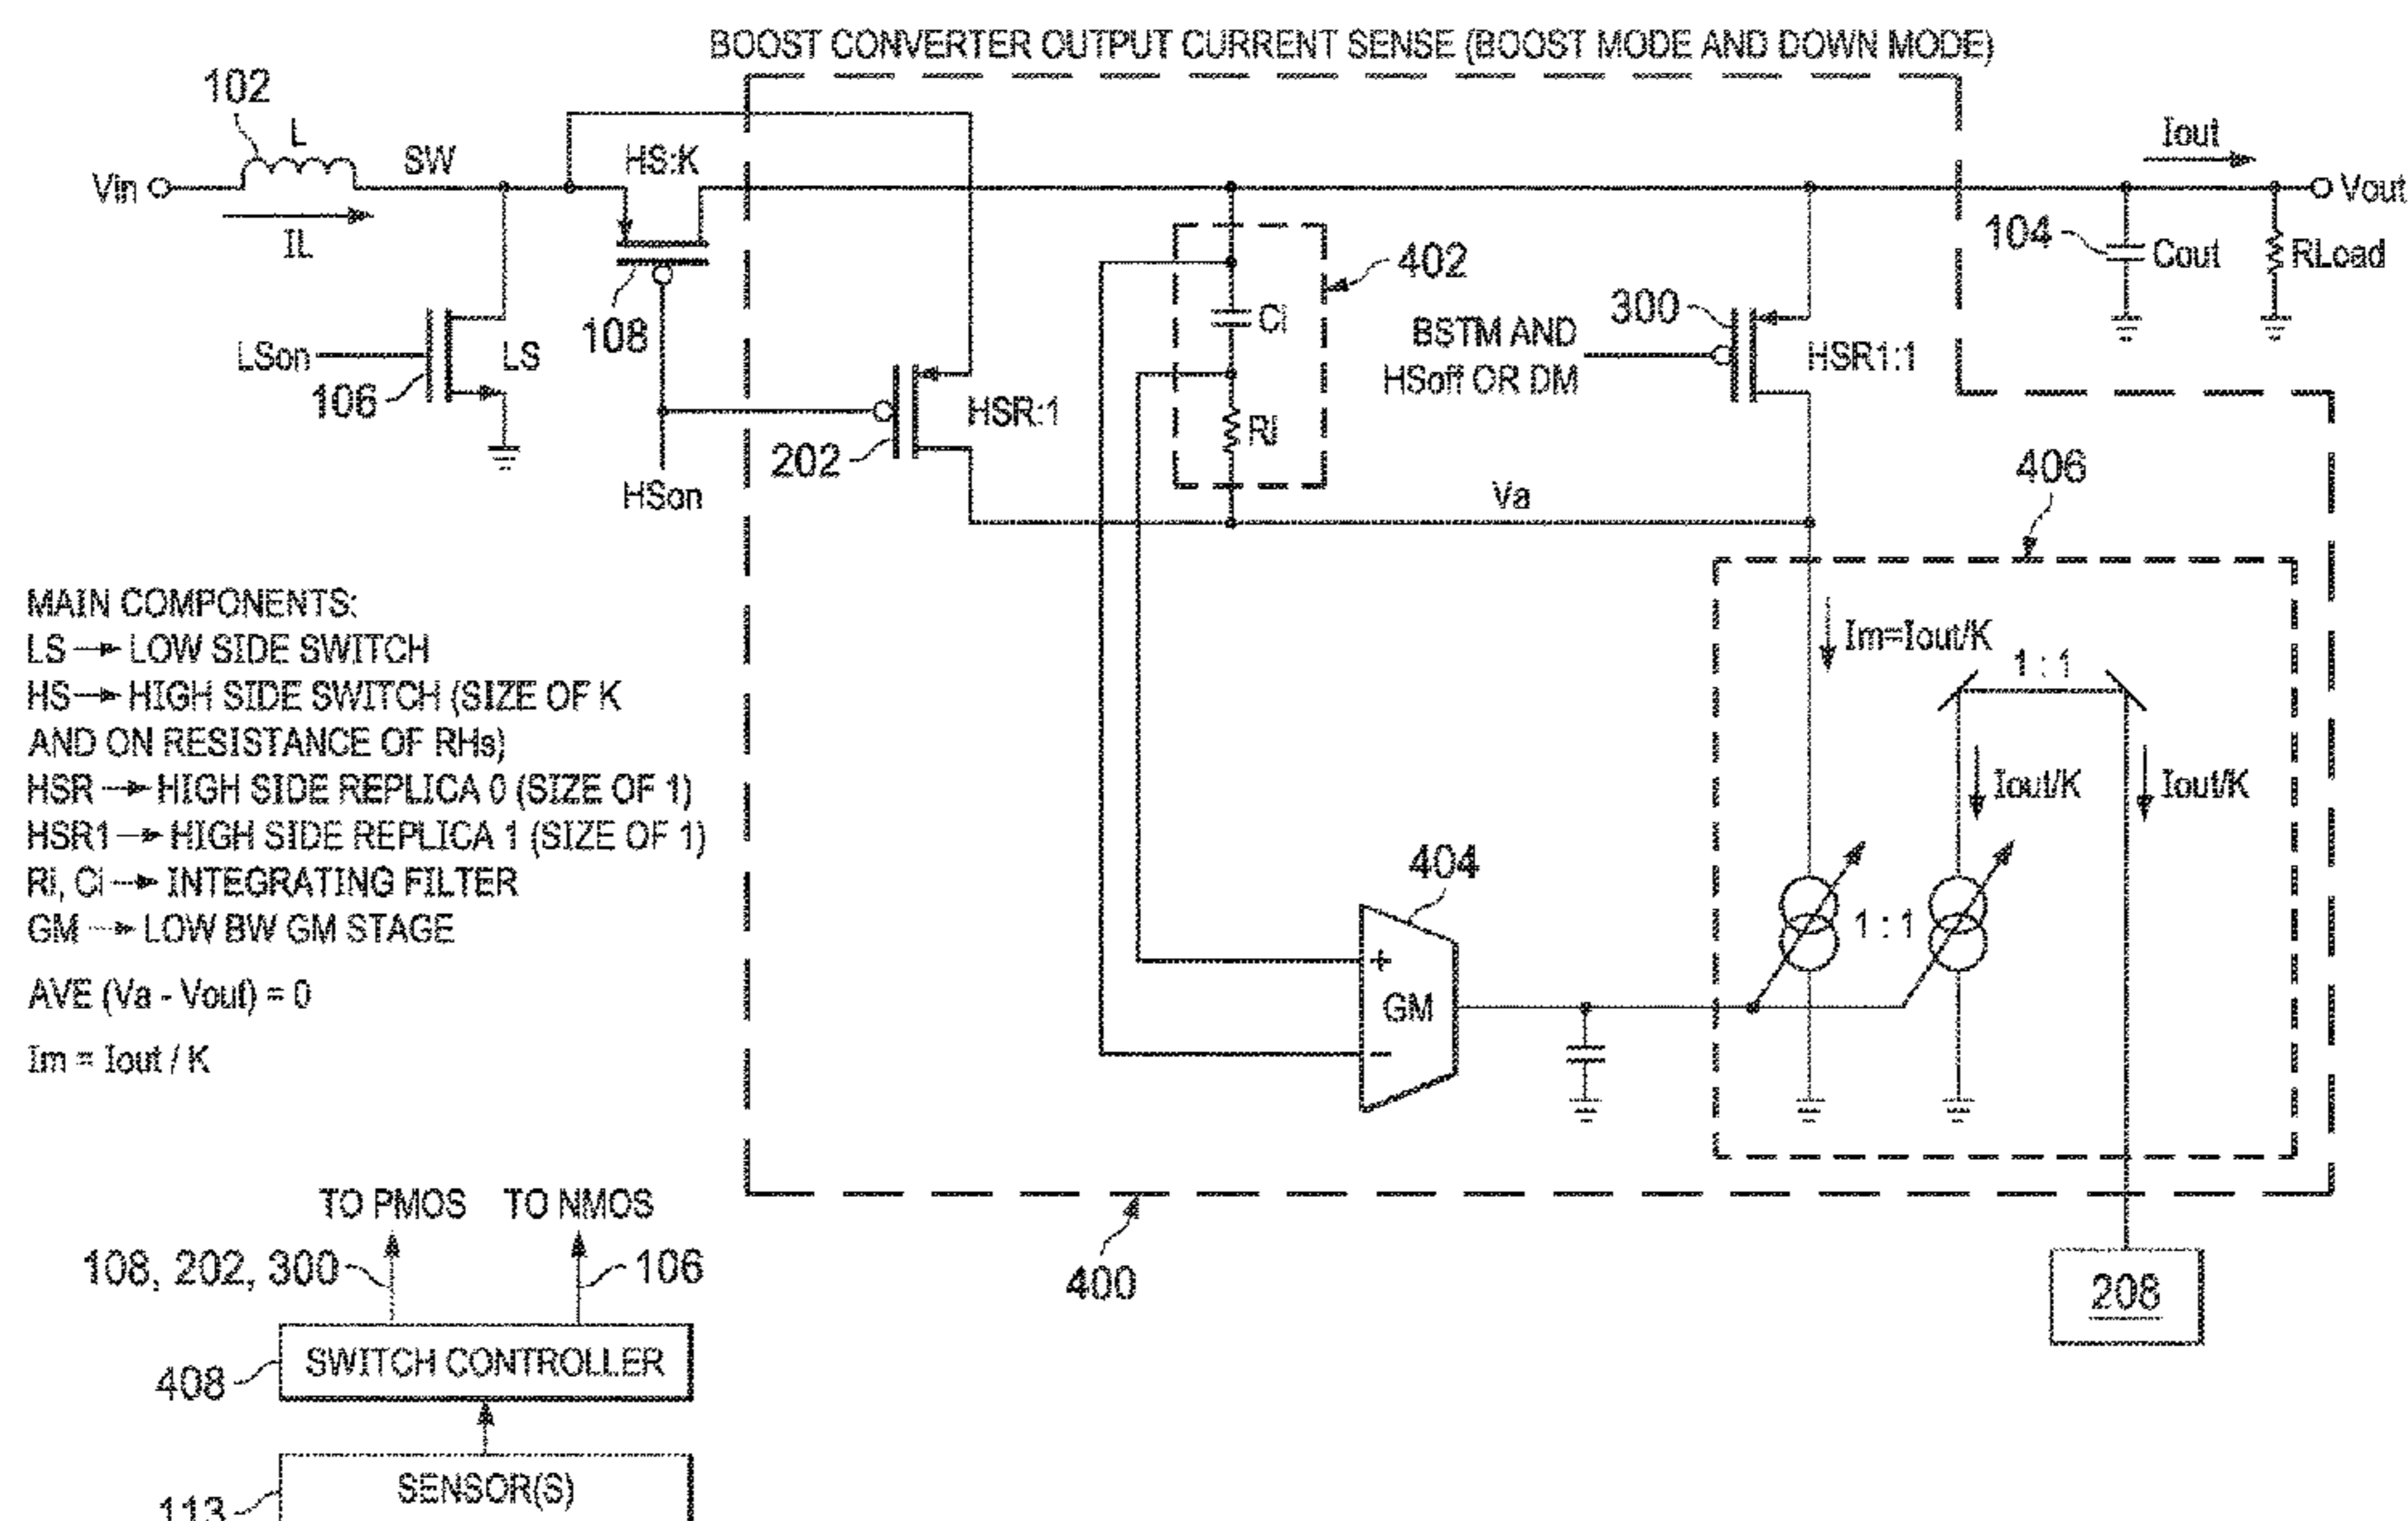 BOOST CONVERTER OUTPUT CURRENT SENSE (BOOST MODE AND DOWN MODE)
102
L
SW
HS:K
Iout
Vin
Vout
IL
104
Cout
RLoad
402
108
Ci
300
BSTM AND
HSoff OR DM
HSR1:1
LSon
LS
106
HSR:1
Ri
202
HSon
Va
406
MAIN COMPONENTS:
LS → LOW SIDE SWITCH
HS → HIGH SIDE SWITCH (SIZE OF K
AND ON RESISTANCE OF RHs)
HSR → HIGH SIDE REPLICA 0 (SIZE OF 1)
HSR1 → HIGH SIDE REPLICA 1 (SIZE OF 1)
Ri, Ci → INTEGRATING FILTER
GM → LOW BW GM STAGE
AVE (Va - Vout) = 0
Im = Iout / K
Im=Iout/K
1 : 1
Iout/K
Iout/K
404
1 : 1
+
GM
−
TO PMOS
TO NMOS
108, 202, 300
106
400
208
SWITCH CONTROLLER
408
SENSOR(S)
113